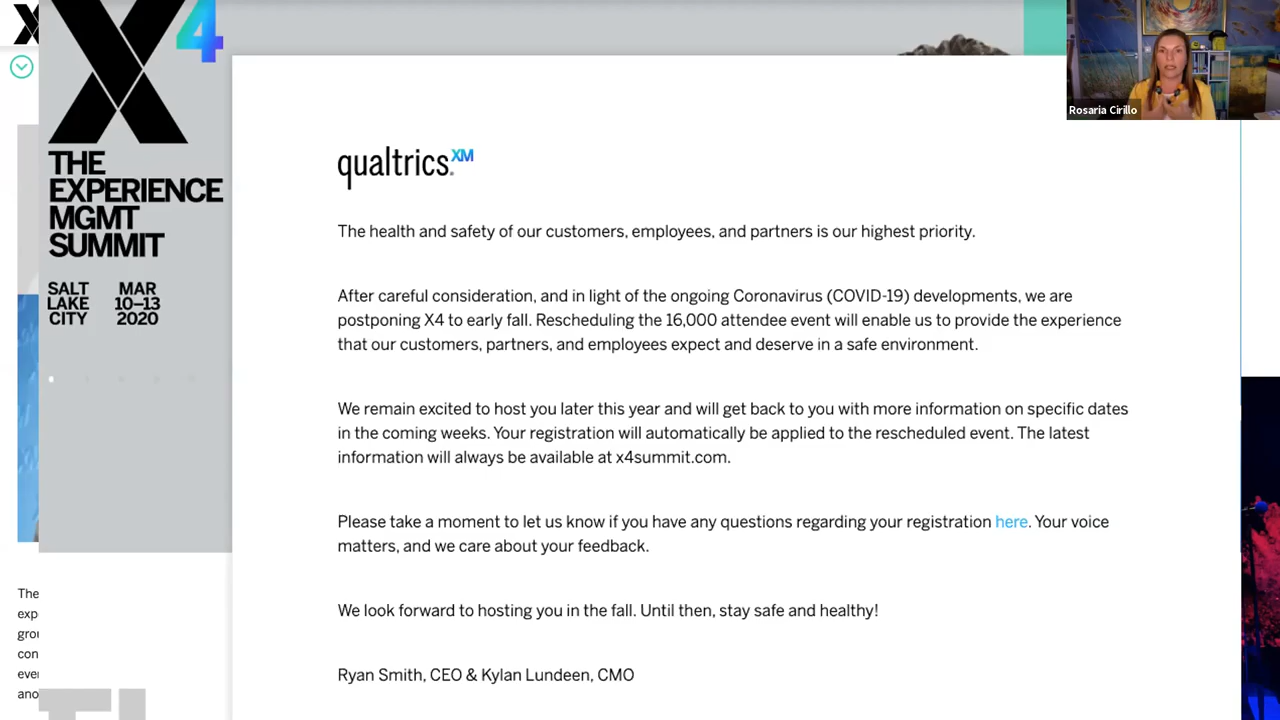 X4
THE
EXPERIENCE
MGMT
SUMMIT
SALT
LAKE
CITY
MAR
10–13
2020
Rosaria Cirillo
qualtrics.XM
The health and safety of our customers, employees, and partners is our highest priority.
After careful consideration, and in light of the ongoing Coronavirus (COVID-19) developments, we are
postponing X4 to early fall. Rescheduling the 16,000 attendee event will enable us to provide the experience
that our customers, partners, and employees expect and deserve in a safe environment.
We remain excited to host you later this year and will get back to you with more information on specific dates
in the coming weeks. Your registration will automatically be applied to the rescheduled event. The latest
information will always be available at x4summit.com.
Please take a moment to let us know if you have any questions regarding your registration here. Your voice
matters, and we care about your feedback.
We look forward to hosting you in the fall. Until then, stay safe and healthy!
Ryan Smith, CEO & Kylan Lundeen, CMO
The